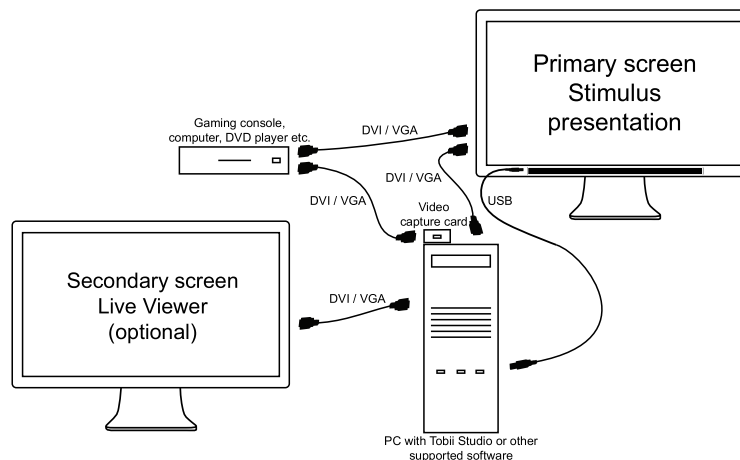 Primary screen
Stimulus
presentation
Gaming console,
computer, DVD player etc.
DVI / VGA
DVI / VGA
DVI / VGA
USB
Video
capture card
Secondary screen
Live Viewer
(optional)
DVI / VGA
PC with Tobii Studio or other
supported software